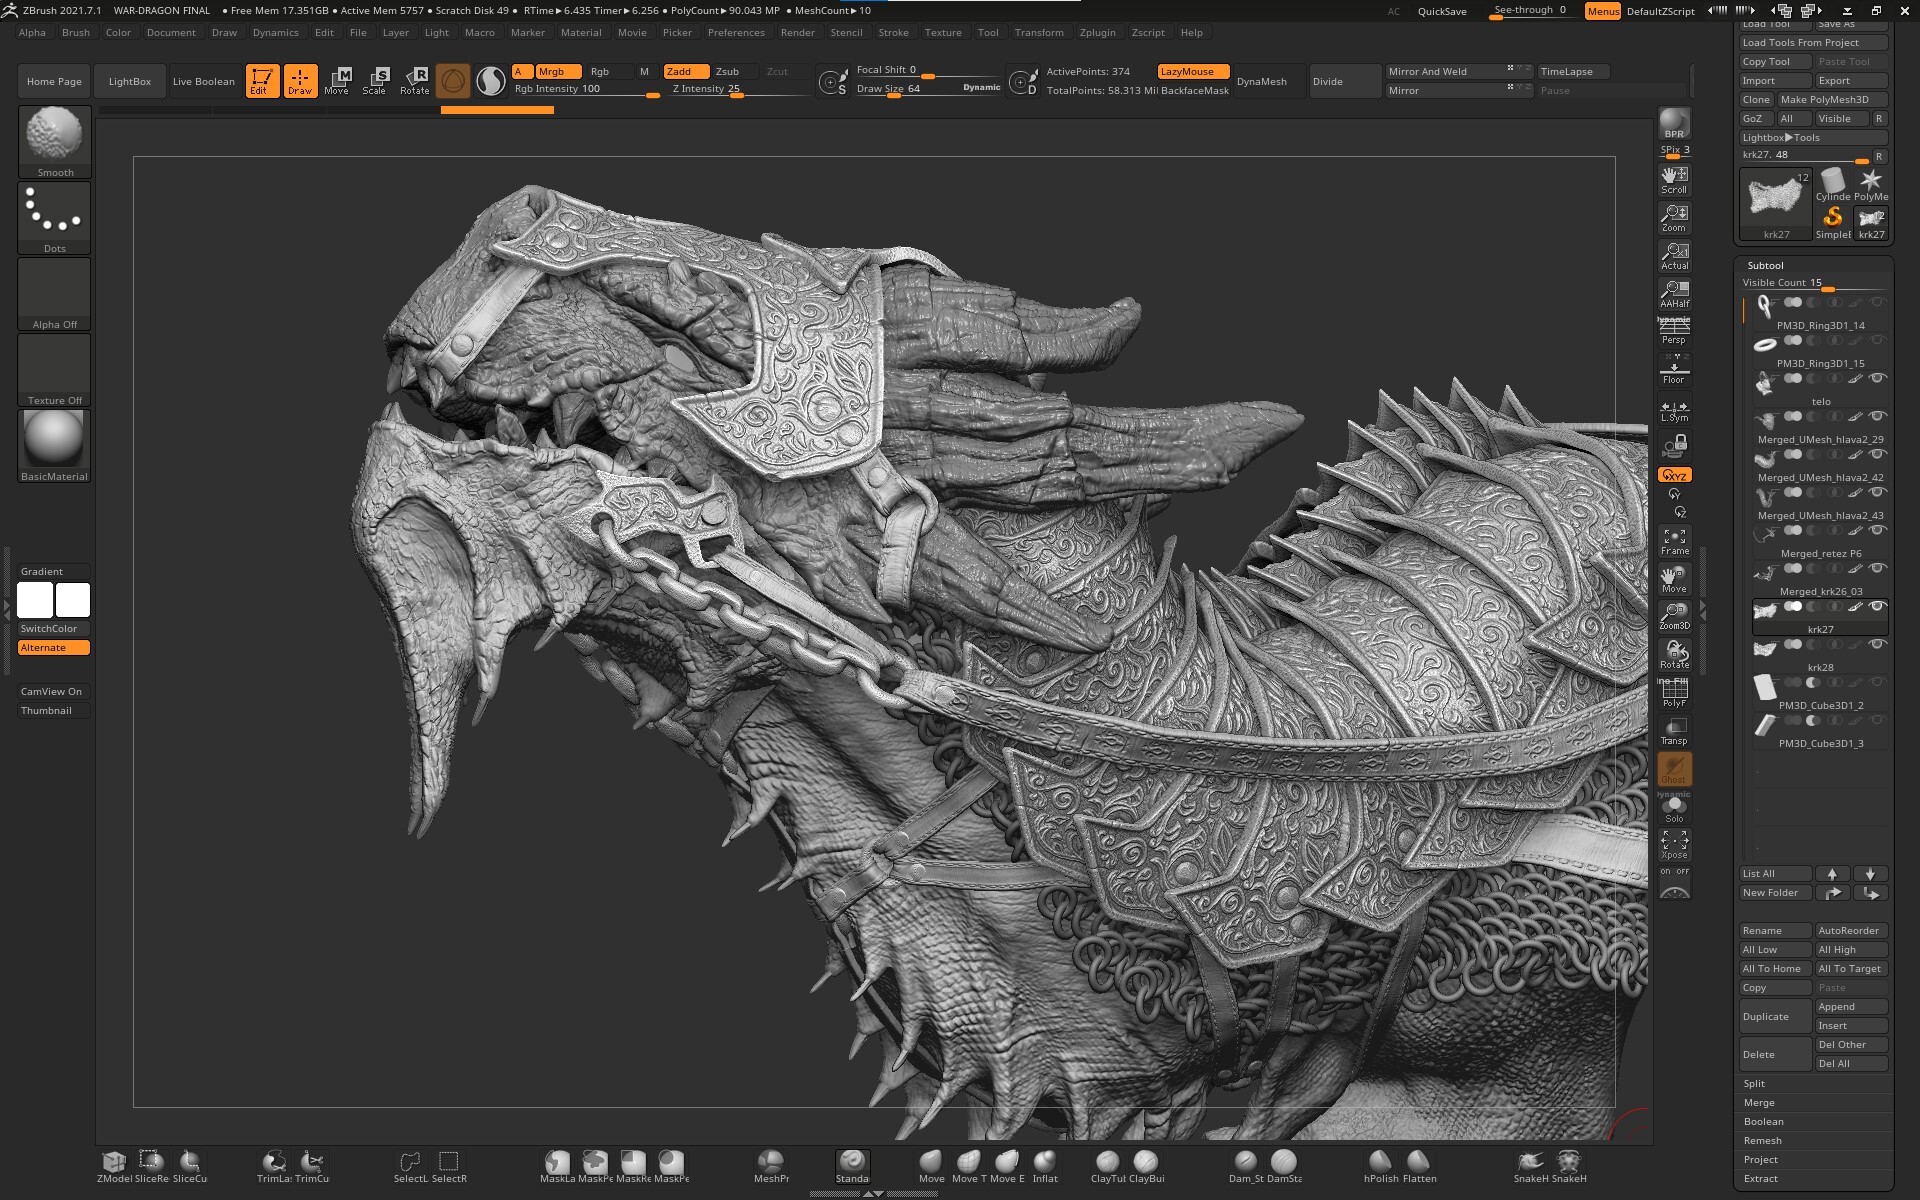 ZBrush 2021.7.1 WAR-DRAGON FINAL • Free Mem 17.351GB • Active Mem 5757 • Scratch Disk 49 • RTime▶6.435 Timer▶6.256 • PolyCount▶90.043 MP • MeshCount▶10 AC QuickSave See-through 0 Menus DefaultZScript
Alpha Brush Color Document Draw Dynamics Edit File Layer Light Macro Marker Material Movie Picker Preferences Render Stencil Stroke Texture Tool Transform Zplugin Zscript Help
Home Page LightBox Live Boolean Edit Draw Move Scale Rotate
A Mrgb Rgb M Zadd Zsub Zcut
Rgb Intensity 100 Z Intensity 25
Focal Shift 0
Draw Size 64 Dynamic
ActivePoints: 374
TotalPoints: 58.313 Mil
LazyMouse
BackfaceMask
DynaMesh
Divide
Mirror And Weld
Mirror
TimeLapse
Pause
Smooth
Dots
Alpha Off
Texture Off
BasicMaterial
Gradient
SwitchColor
Alternate
CamView On
Thumbnail
BPR
SPix 3
Scroll
Zoom
Actual
AAHalf
Dynamic
Persp
Floor
L.Sym
XYZ
Frame
Move
Zoom3D
Rotate
PolyF
Transp
Ghost
Dynamic
Solo
Xpose
ON OFF
Load Tool Save As
Load Tools From Project
Copy Tool Paste Tool
Import Export
Clone Make PolyMesh3D
GoZ All Visible R
Lightbox▶Tools
krk27. 48 R
12
Cylinde PolyMe
12
krk27 SimpleB krk27
Subtool
Visible Count 15
PM3D_Ring3D1_14
PM3D_Ring3D1_15
telo
Merged_UMesh_hlava2_29
Merged_UMesh_hlava2_42
Merged_UMesh_hlava2_43
Merged_retez P6
Merged_krk26_03
krk27
krk28
PM3D_Cube3D1_2
PM3D_Cube3D1_3
List All
New Folder
Rename AutoReorder
All Low All High
All To Home All To Target
Copy Paste
Duplicate Append
Insert
Delete Del Other
Del All
Split
Merge
Boolean
Remesh
Project
Extract
ZModel SliceRe SliceCu TrimLas TrimCu SelectL SelectR MaskLa MaskPe MaskRe MaskPe MeshPr Standa Move Move T Move E Inflat ClayTul ClayBui Dam_St DamSta hPolish Flatten SnakeH SnakeH